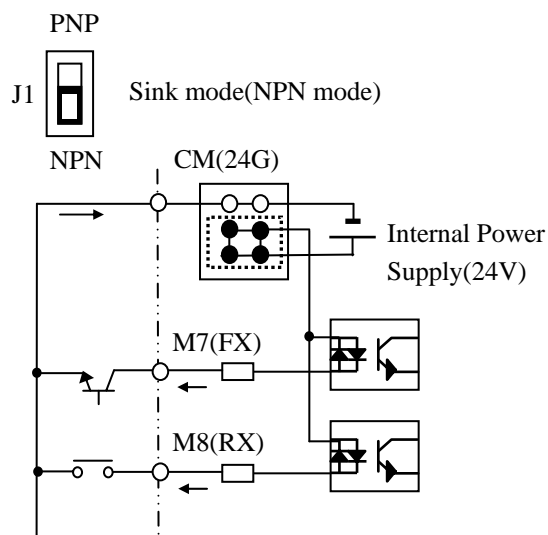 PNP
J1
Sink mode(NPN mode)
NPN
CM(24G)
Internal Power
Supply(24V)
M7(FX)
M8(RX)